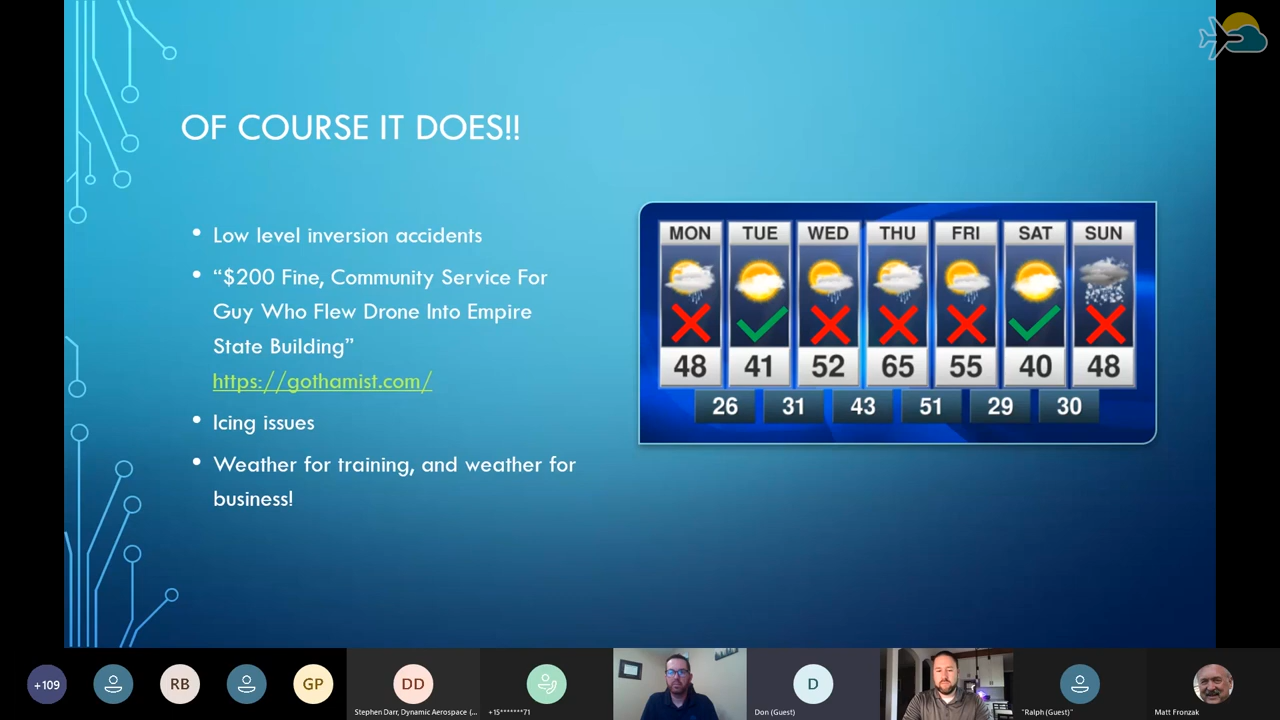 OF COURSE IT DOES!!
Low level inversion accidents
“$200 Fine, Community Service For
Guy Who Flew Drone Into Empire
State Building”
https://gothamist.com/
Icing issues
Weather for training, and weather for
business!
MON TUE WED THU FRI SAT SUN
48 41 52 65 55 40 48
26 31 43 51 29 30
+109 RB GP DD D
Stephen Darr, Dynamic Aerospace (... +15*******71 Don (Guest) "Ralph (Guest)" Matt Fronzak